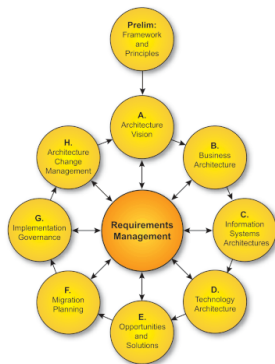 Prelim:
Framework
and
Principles
A.
Architecture
Vision
B.
Business
Architecture
C.
Information
Systems
Architectures
D.
Technology
Architecture
E.
Opportunities
and
Solutions
F.
Migration
Planning
G.
Implementation
Governance
H.
Architecture
Change
Management
Requirements
Management